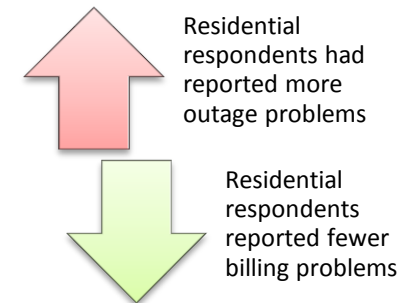 Residential
respondents had
reported more
outage problems
Residential
respondents
reported fewer
billing problems